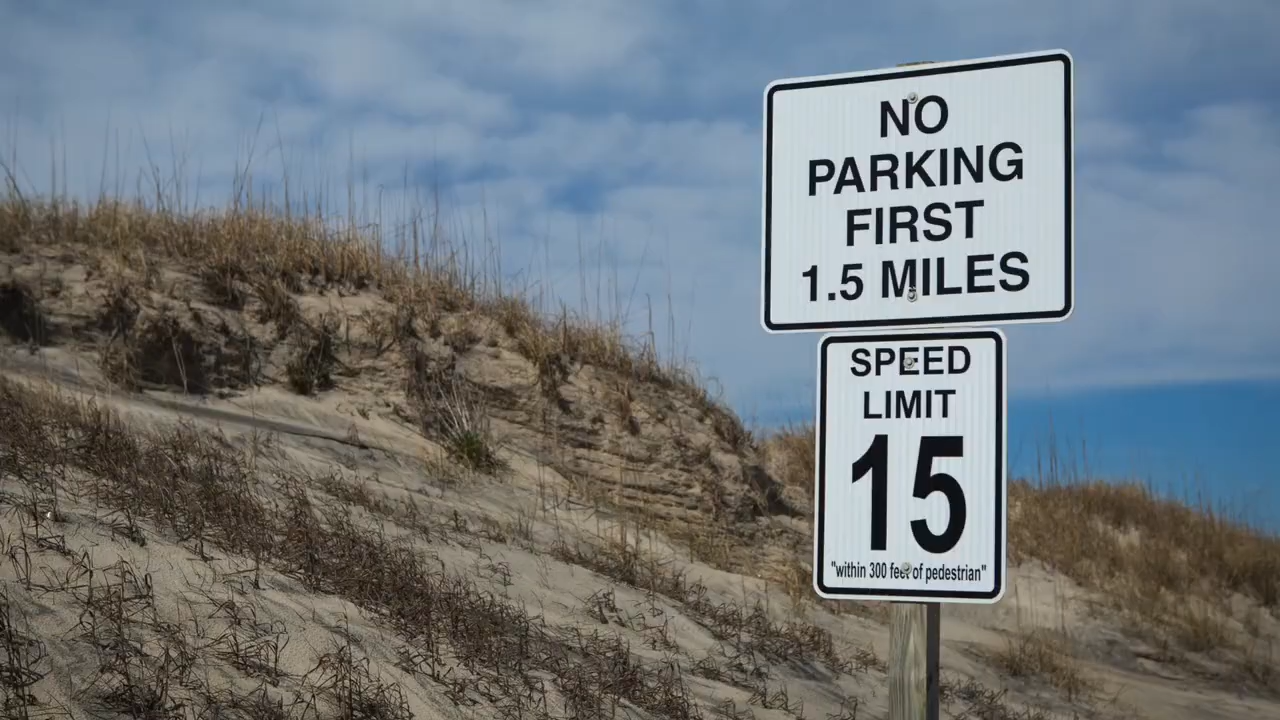 NO
PARKING
FIRST
1.5 MILES
SPEED
LIMIT
15
"within 300 feet of pedestrian"